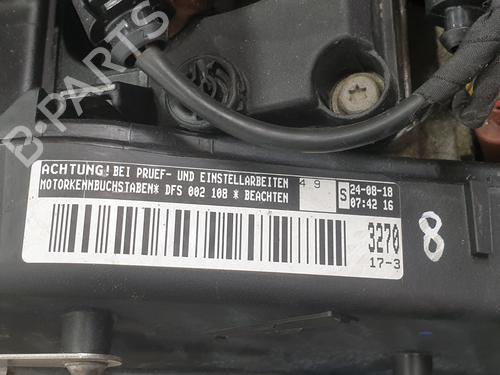 B-PARTS
ACHTUNG! BEI PRUEF- UND EINSTELLARBEITEN 4 9 S 24-08-18
MOTORKENNBUCHSTABEN* DFS 002 108 * BEACHTEN 07:42 16
3270
17-3
8